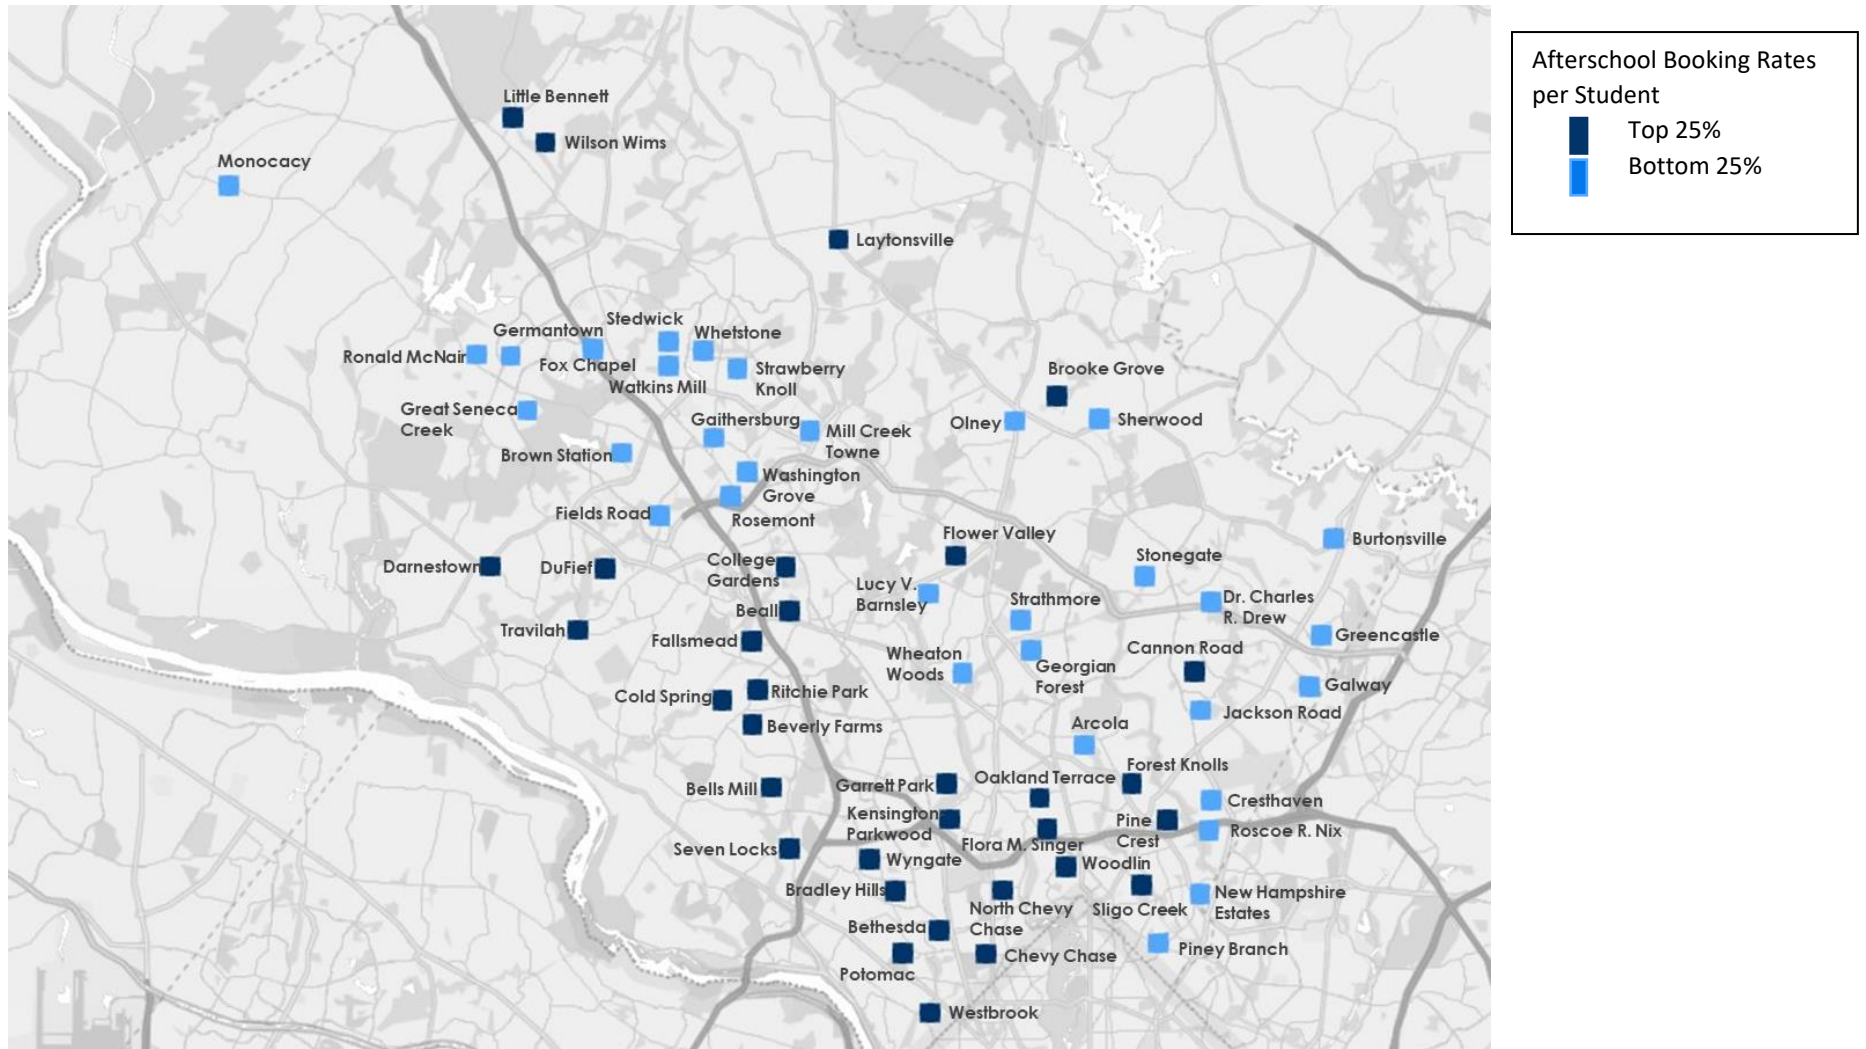 Afterschool Booking Rates
per Student
Top 25%
Bottom 25%
Little Bennett
Wilson Wims
Monocacy
Laytonsville
Stedwick
Germantown
Whetstone
Ronald McNair
Fox Chapel
Strawberry
Knoll
Watkins Mill
Brooke Grove
Great Seneca
Creek
Gaithersburg
Mill Creek
Towne
Olney
Sherwood
Brown Station
Washington
Grove
Fields Road
Rosemont
Flower Valley
Burtonsville
Darnestown
DuFief
College
Gardens
Stonegate
Lucy V.
Barnsley
Strathmore
Dr. Charles
R. Drew
Beall
Travilah
Fallsmead
Greencastle
Wheaton
Woods
Georgian
Forest
Cannon Road
Cold Spring
Ritchie Park
Galway
Jackson Road
Beverly Farms
Arcola
Bells Mill
Garrett Park
Oakland Terrace
Forest Knolls
Kensington
Parkwood
Cresthaven
Pine
Crest
Roscoe R. Nix
Seven Locks
Flora M. Singer
Wyngate
Woodlin
Bradley Hills
North Chevy
Chase
Sligo Creek
New Hampshire
Estates
Bethesda
Chevy Chase
Piney Branch
Potomac
Westbrook